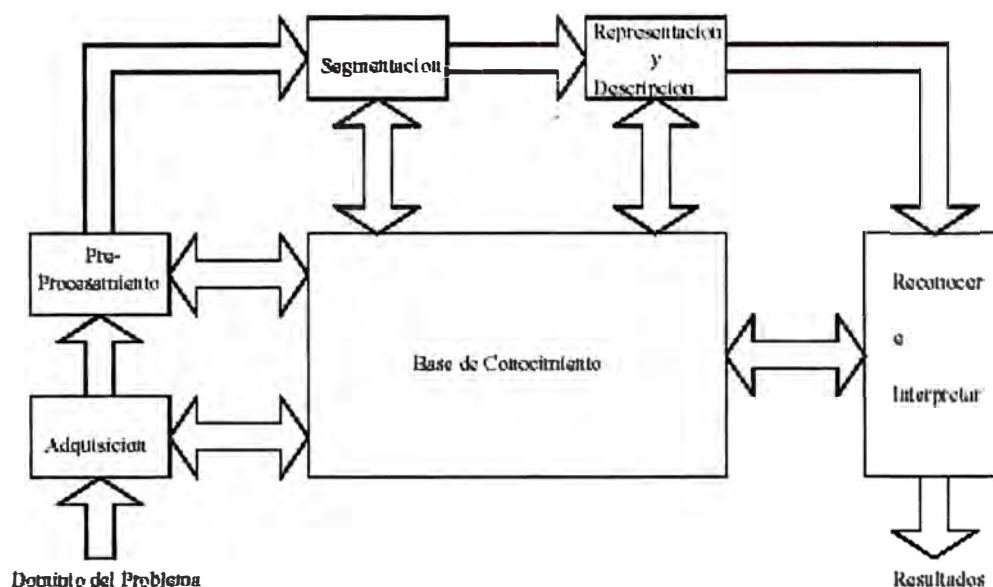 Segmentacion
Representacion
y
Descripcion
Pre-
Procesamiento
Reconocer
e
Interpretar
Base de Conocimiento
Adquisicion
Dominio del Problema
Resultados